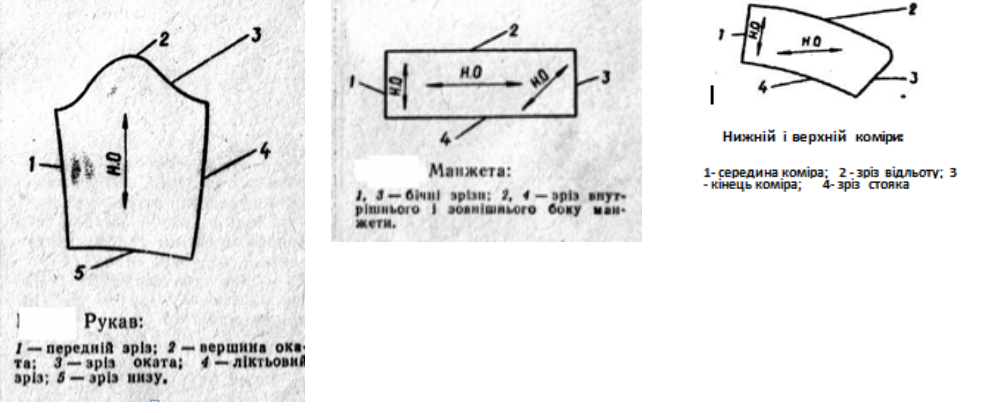 2
3
1
Н.О
4
5
Рукав:
1 — передній зріз; 2 — вершина ока-
та; 3 — зріз оката; 4 — ліктьовий
зріз; 5 — зріз низу.
2
1
Н.О
Н.О
Н.О
3
4
Манжета:
1, 3 — бічні зрізи; 2, 4 — зріз внут-
рішнього і зовнішнього боку ман-
жети.
2
1
Н.О
Н О
3
4
Нижній і верхній коміри:
1- середина коміра; 2 - зріз відльоту; 3
- кінець коміра; 4- зріз стояка